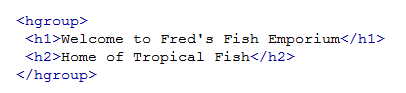 <hgroup>
<h1>Welcome to Fred's Fish Emporium</h1>
<h2>Home of Tropical Fish</h2>
</hgroup>